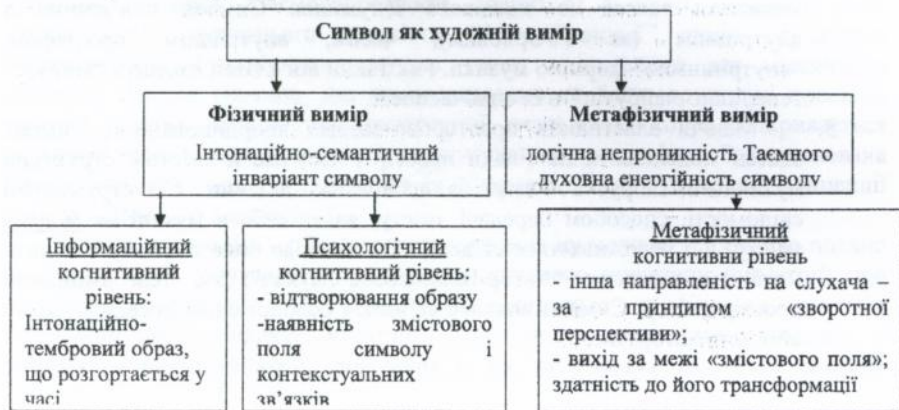 Символ як художній вимір
Фізичний вимір
Інтонаційно-семантичний
інваріант символу
Метафізичний вимір
логічна непроникність Таємного
духовна енергійність символу
Інформаційний
когнитивний
рівень:
Інтонаційно-
тембровий образ,
що розгортається у
часі
Психологічний
когнитивний рівень:
- відтворювання образу
-наявність змістового
поля символу і
контекстуальних
зв’язків
Метафізичний
когнитивни рівень
- інша направленість на слухача –
за принципом «зворотної
перспективи»;
- вихід за межі «змістового поля»;
здатність до його трансформації